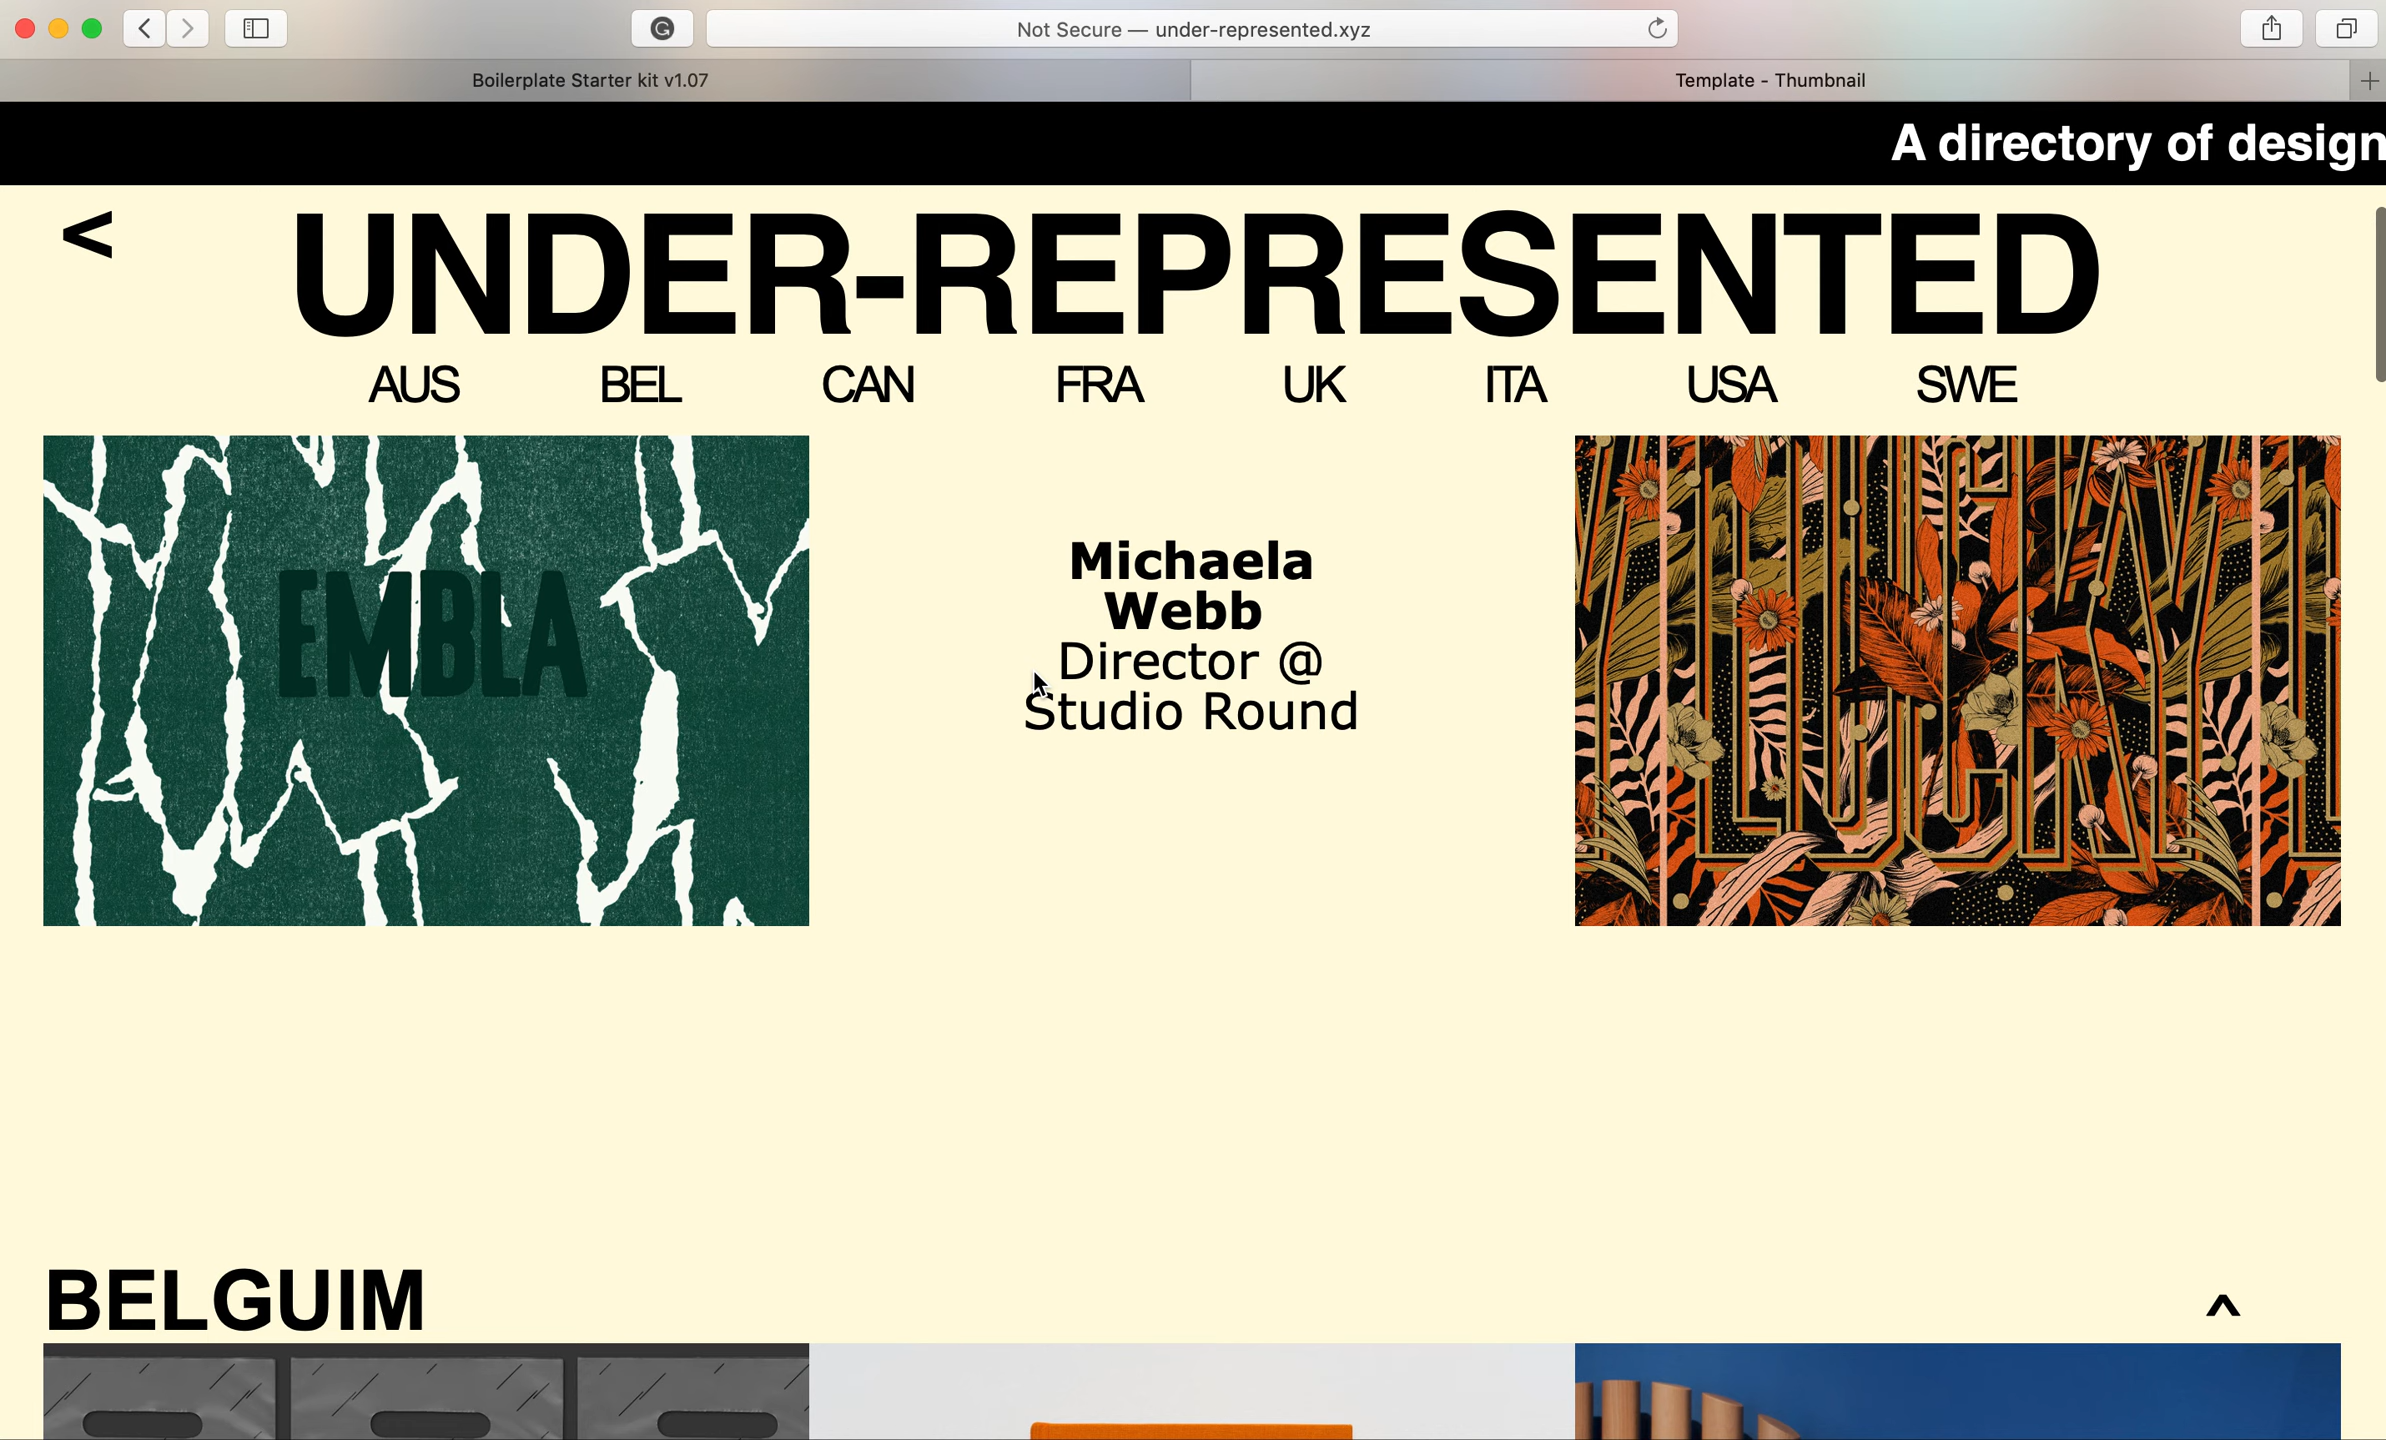 Not Secure — under-represented.xyz
Boilerplate Starter kit v1.07
Template - Thumbnail
A directory of design
<
UNDER-REPRESENTED
AUS BEL CAN FRA UK ITA USA SWE
EMBLA
Michaela
Webb
Director @
Studio Round
LUCKY
BELGUIM
^